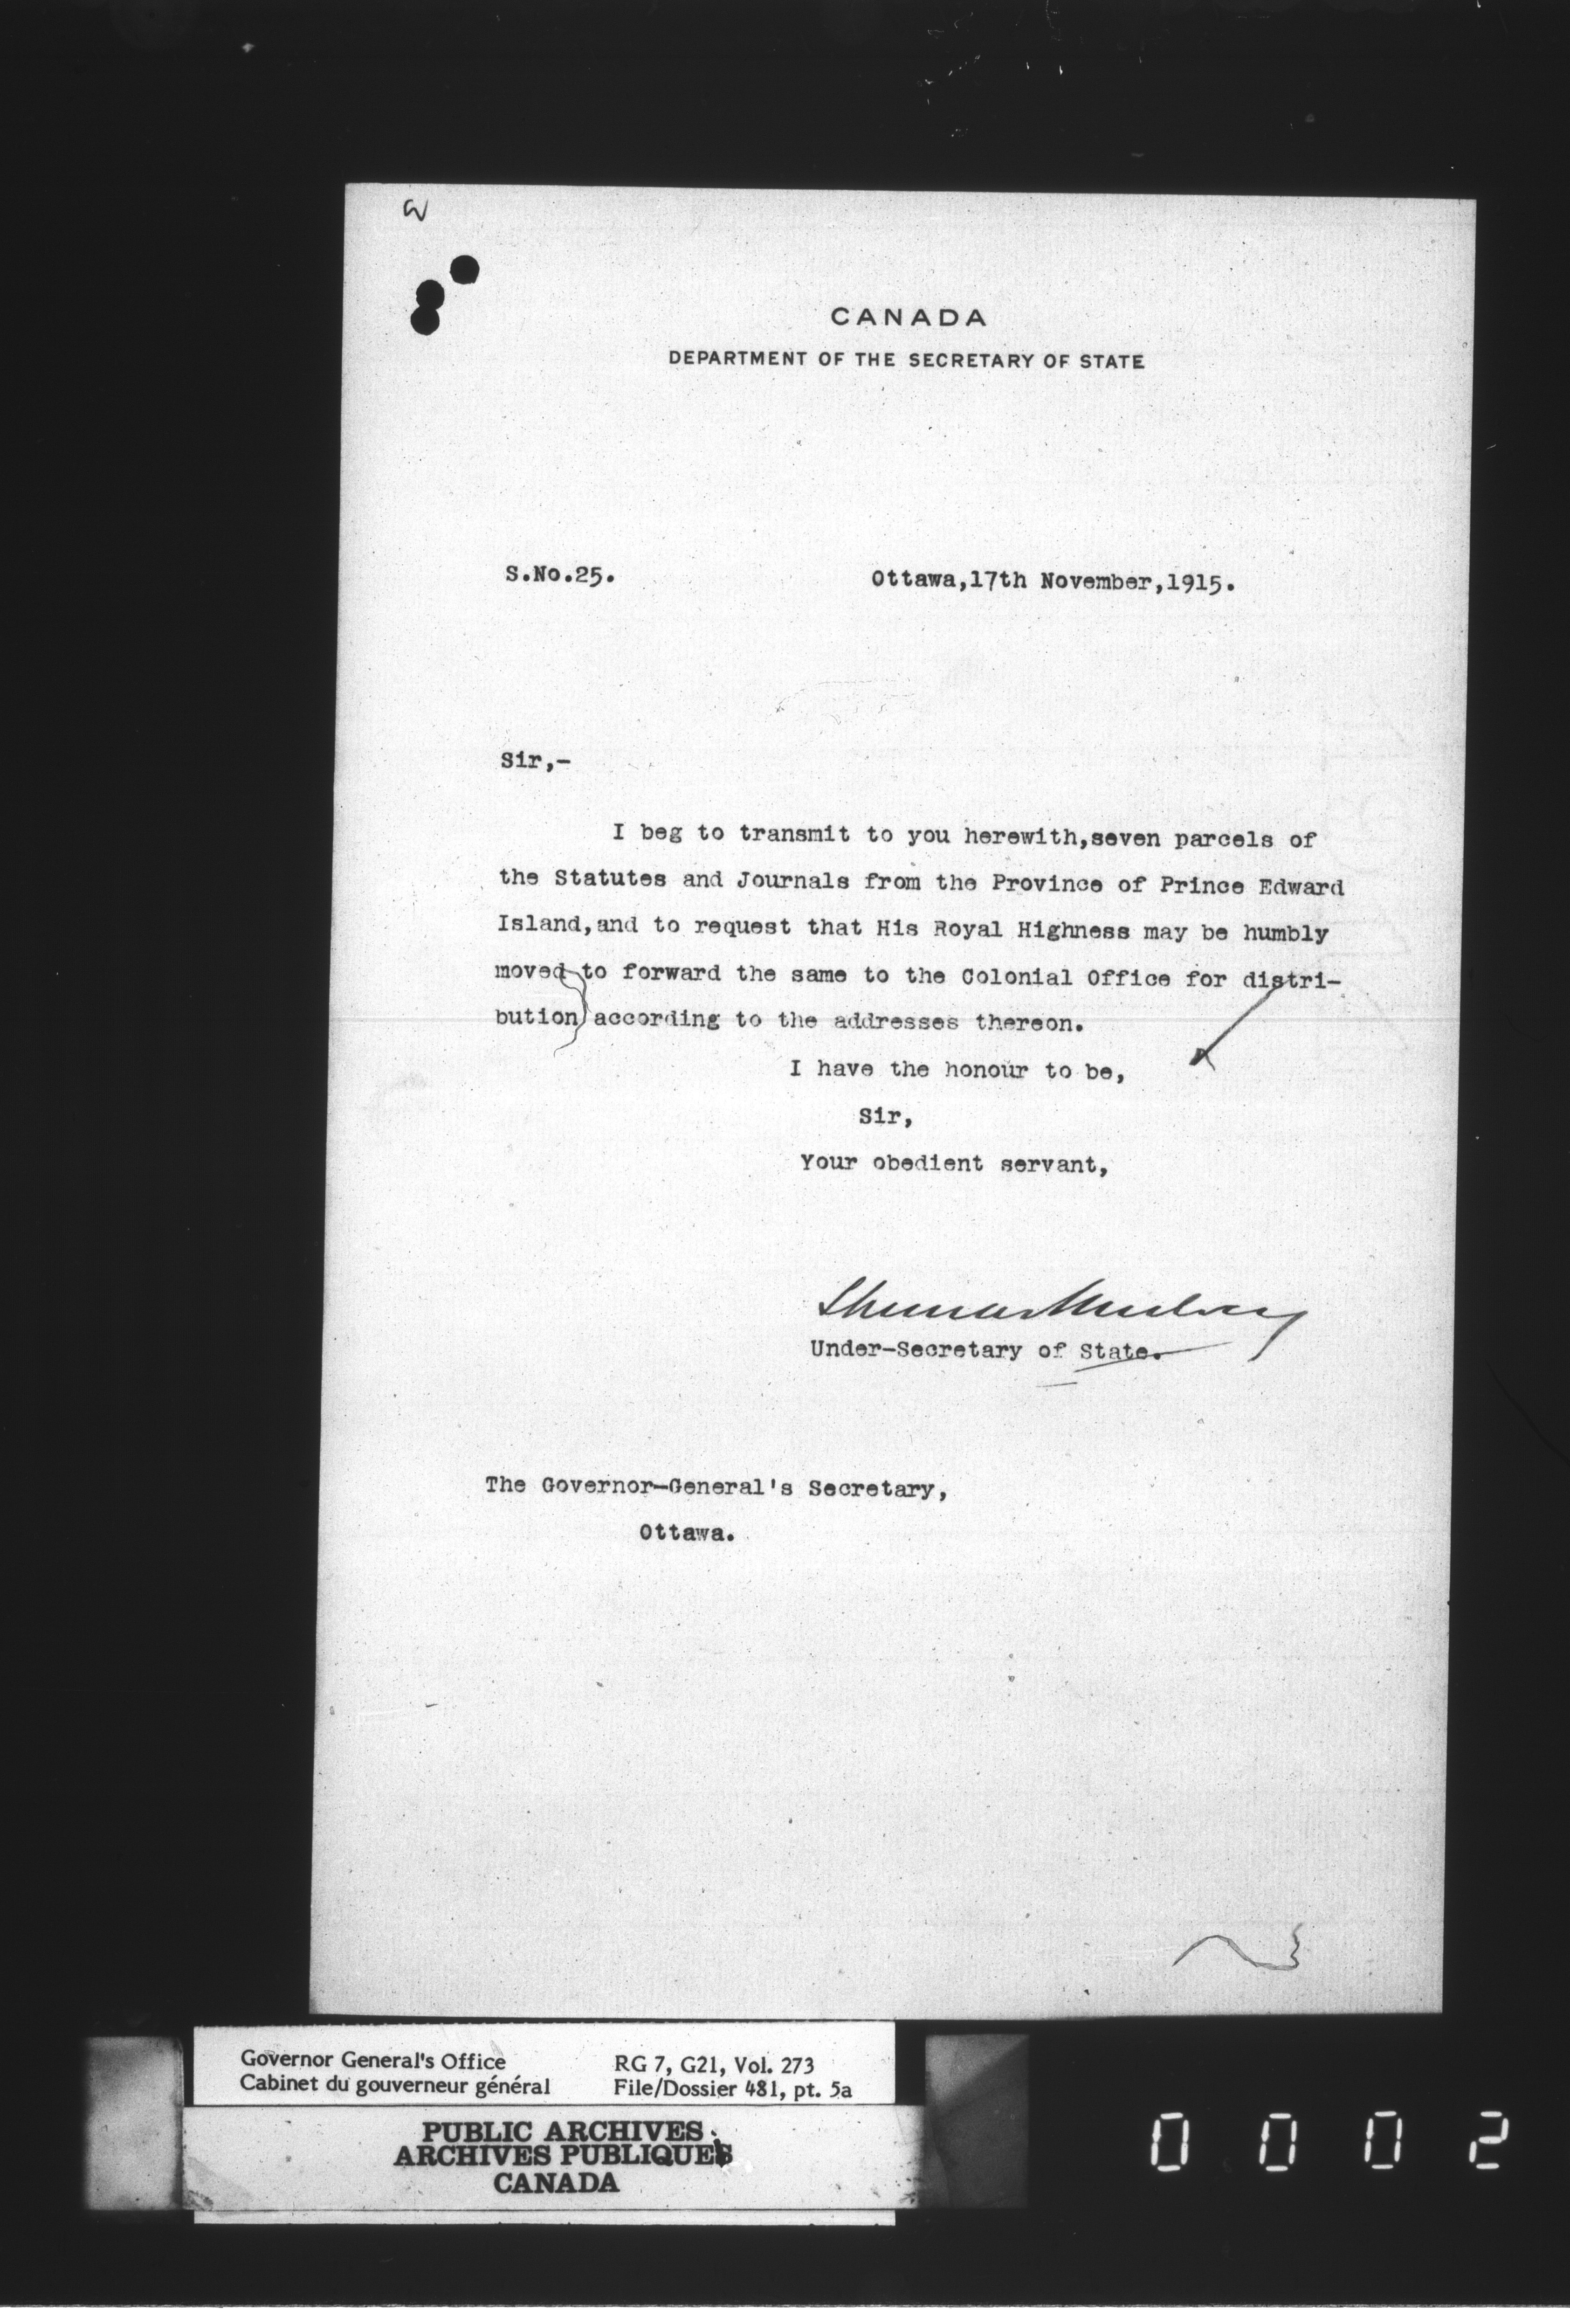 CANADA
DEPARTMENT OF THE SECRETARY OF STATE
S.No.25.
Ottawa,17th November,1915.
Sir,-
I beg to transmit to you herewith,seven parcels of
the Statutes and Journals from the Province of Prince Edward
Island,and to request that His Royal Highness may be humbly
moved to forward the same to the Colonial Office for distri-
bution according to the addresses thereon.
I have the honour to be,
Sir,
Your obedient servant,
Thomas Mulvey
Under-Secretary of State.
The Governor-General's Secretary,
Ottawa.
Governor General's Office
Cabinet du gouverneur général
RG 7, G21, Vol. 273
File/Dossier 481, pt. 5a
PUBLIC ARCHIVES
ARCHIVES PUBLIQUES
CANADA
0002